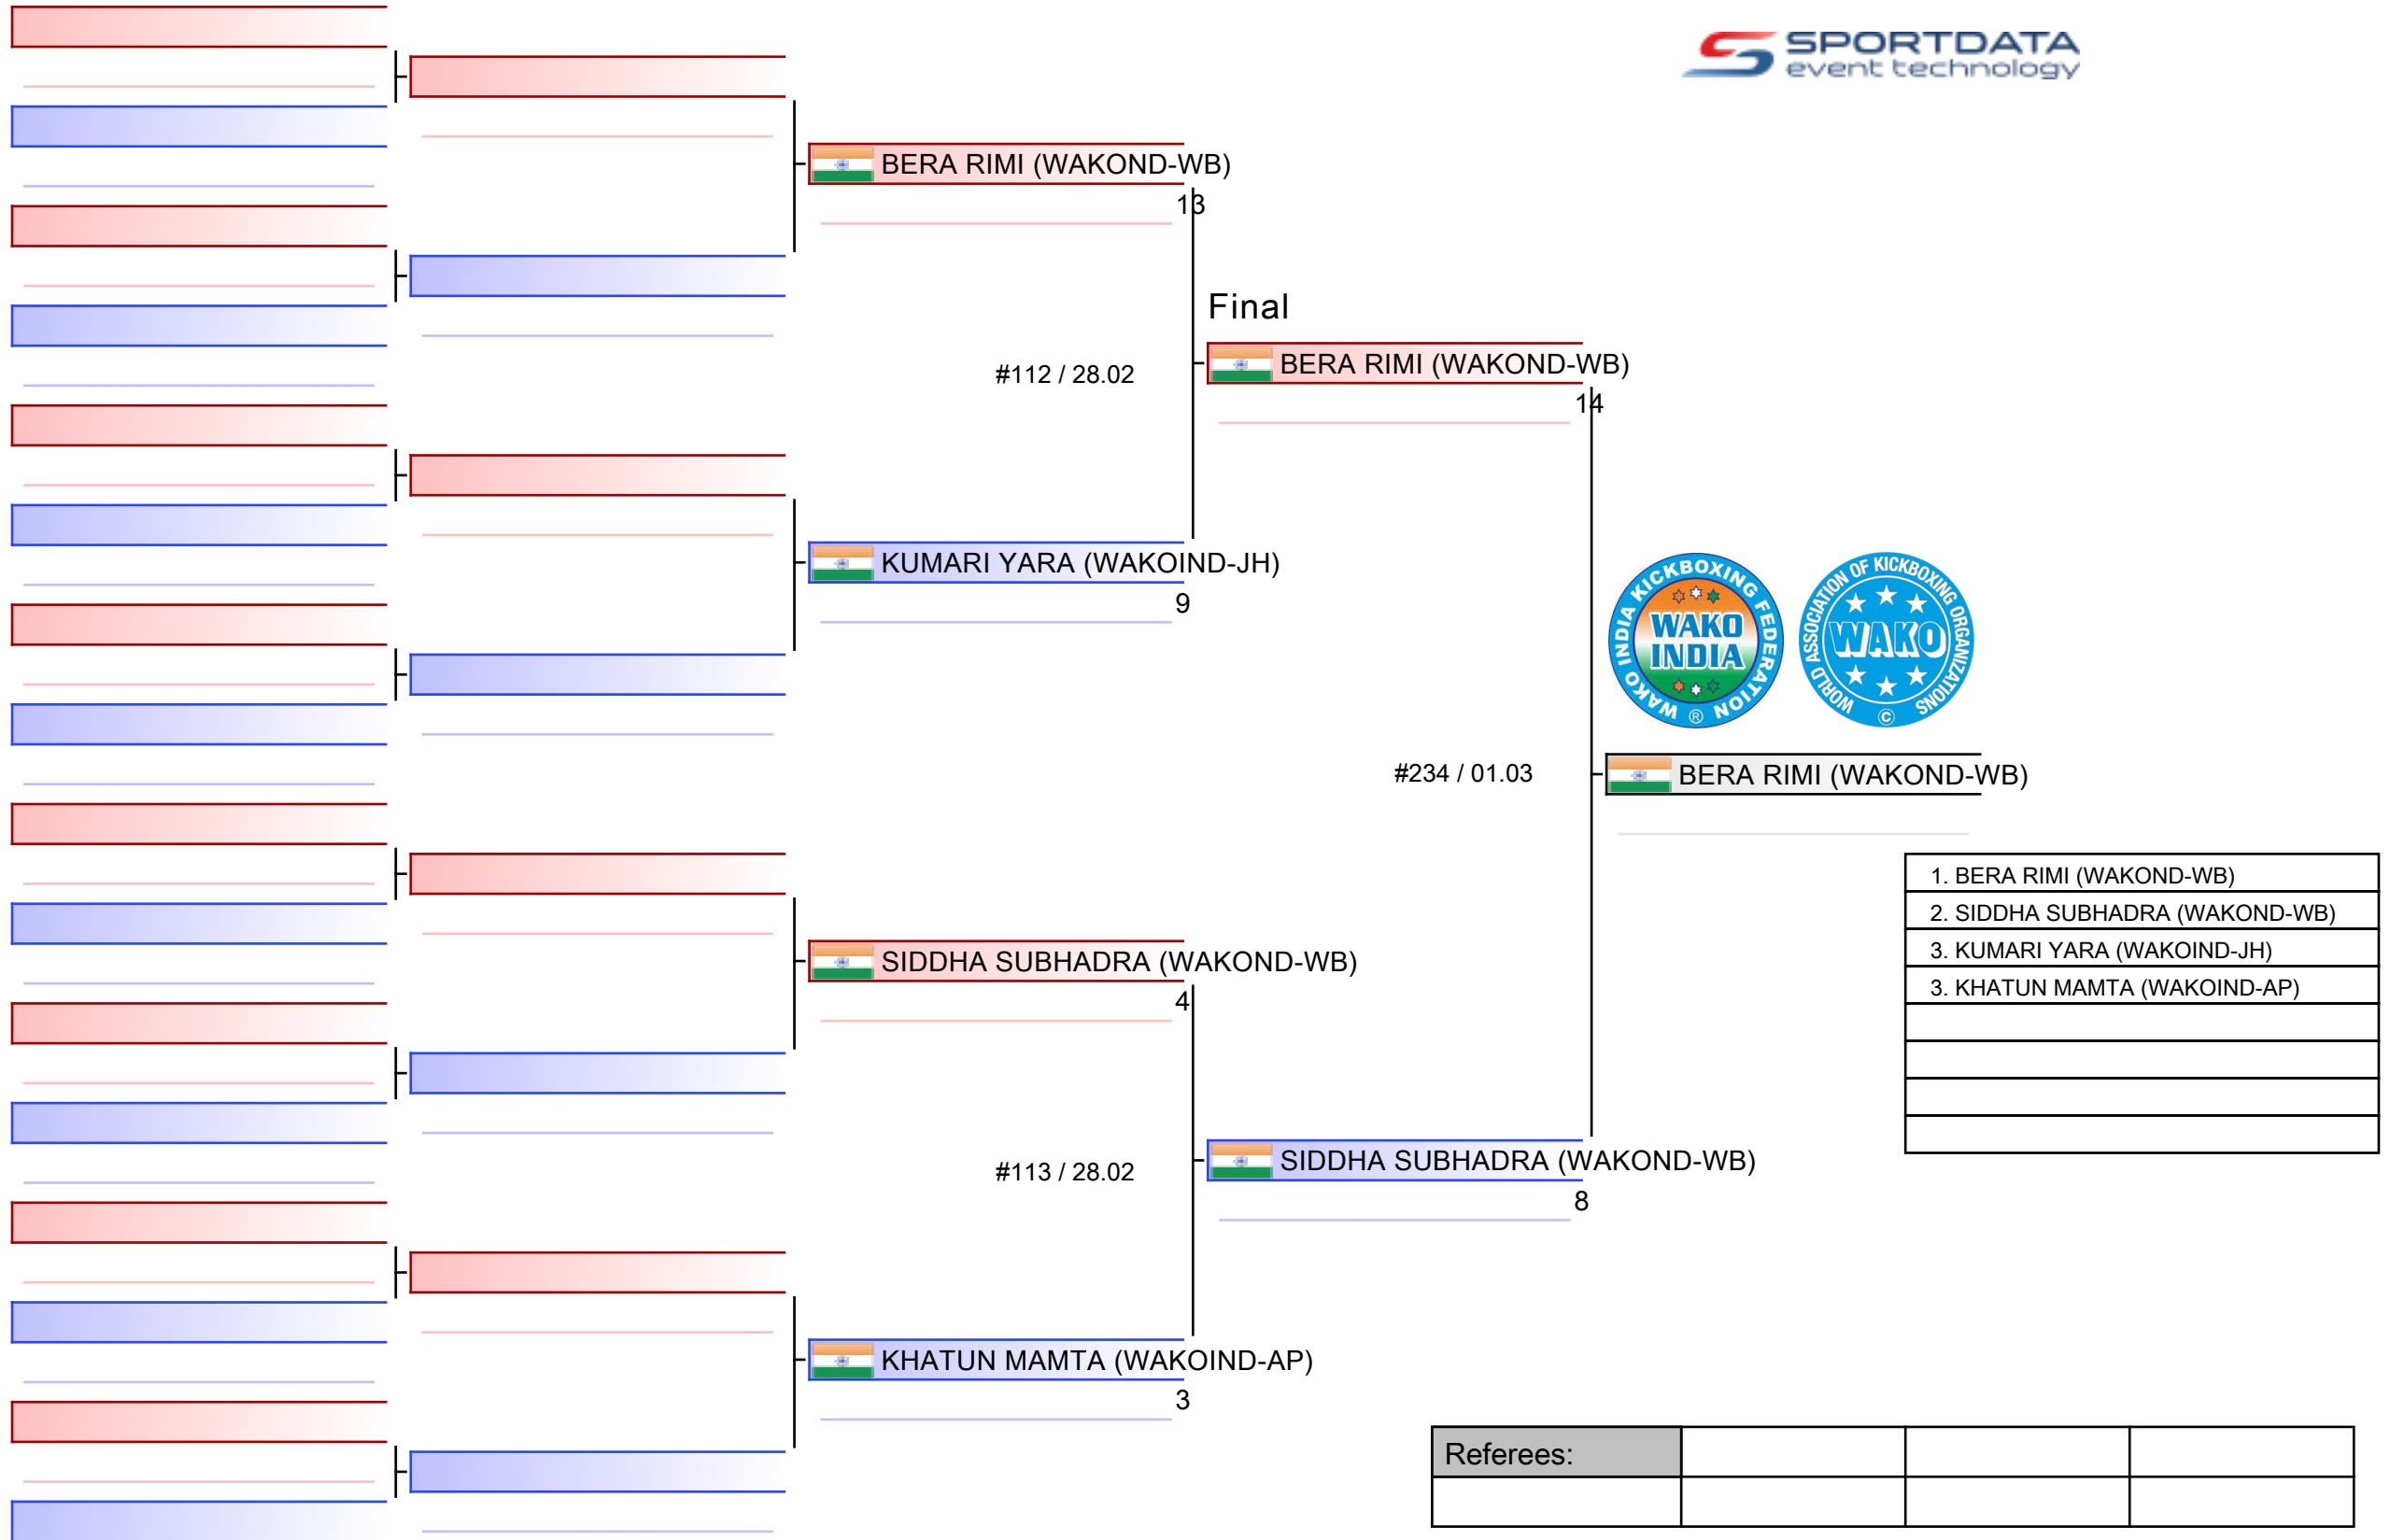 SPORTDATA
event technology
BERA RIMI (WAKOND-WB)
13
Final
#112 / 28.02
BERA RIMI (WAKOND-WB)
14
KUMARI YARA (WAKOIND-JH)
9
WAKO INDIA KICKBOXING FEDERATION
WAKO
INDIA
®
WORLD ASSOCIATION OF KICKBOXING ORGANIZATIONS
WAKO
©
#234 / 01.03
BERA RIMI (WAKOND-WB)
1. BERA RIMI (WAKOND-WB)
2. SIDDHA SUBHADRA (WAKOND-WB)
3. KUMARI YARA (WAKOIND-JH)
3. KHATUN MAMTA (WAKOIND-AP)
SIDDHA SUBHADRA (WAKOND-WB)
4
#113 / 28.02
SIDDHA SUBHADRA (WAKOND-WB)
8
KHATUN MAMTA (WAKOIND-AP)
3
Referees: